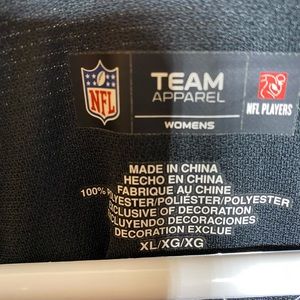 NFL
TEAM
APPAREL
NFL PLAYERS
WOMENS
MADE IN CHINA
HECHO EN CHINA
FABRIQUE AU CHINE
100% POLYESTER/POLIÉSTER/POLYESTER
EXCLUSIVE OF DECORATION
EXCLUYENDO DECORACIONES
DECORATION EXCLUE
XL/XG/XG